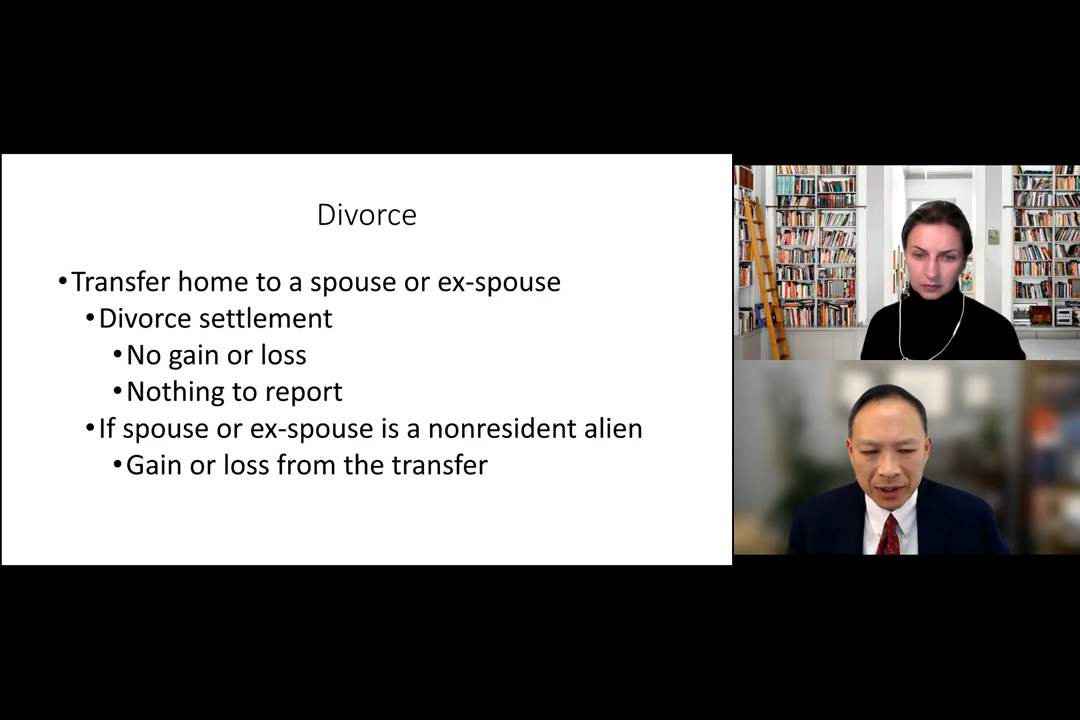 Divorce
•Transfer home to a spouse or ex-spouse
•Divorce settlement
•No gain or loss
•Nothing to report
•If spouse or ex-spouse is a nonresident alien
•Gain or loss from the transfer